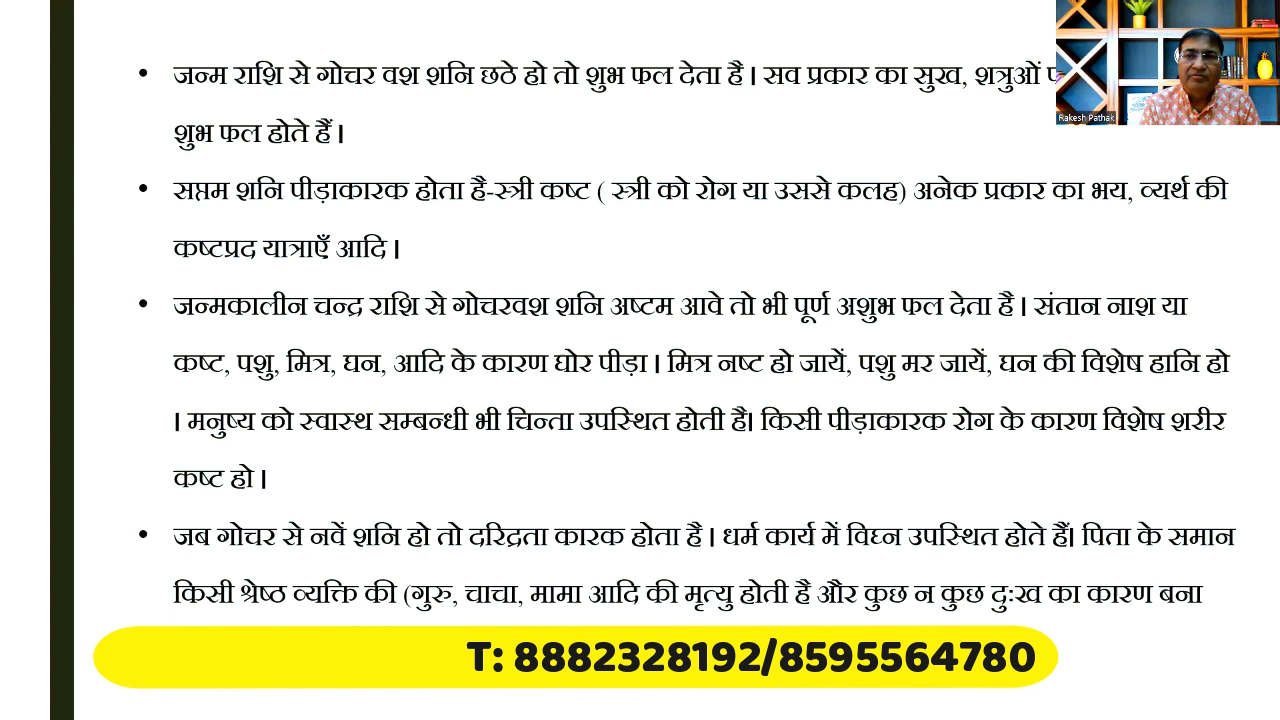 • जन्म राशि से गोचर वश शनि छठे हो तो शुभ फल देता है। सव प्रकार का सुख, शत्रुओं
शुभ फल होते हैं।
• सप्तम शनि पीड़ाकारक होता है-स्त्री कष्ट ( स्त्री को रोग या उससे कलह) अनेक प्रकार का भय, व्यर्थ की
कष्टप्रद यात्राएँ आदि।
• जन्मकालीन चन्द्र राशि से गोचरवश शनि अष्टम आवे तो भी पूर्ण अशुभ फल देता है। संतान नाश या
कष्ट, पशु, मित्र, घन, आदि के कारण घोर पीड़ा। मित्र नष्ट हो जायें, पशु मर जायें, घन की विशेष हानि हो
। मनुष्य को स्वास्थ सम्बन्धी भी चिन्ता उपस्थित होती है। किसी पीड़ाकारक रोग के कारण विशेष शरीर
कष्ट हो।
• जब गोचर से नवें शनि हो तो दरिद्रता कारक होता है। धर्म कार्य में विघ्न उपस्थित होते हैं। पिता के समान
किसी श्रेष्ठ व्यक्ति की (गुरु, चाचा, मामा आदि की मृत्यु होती है और कुछ न कुछ दुःख का कारण बना
T: 8882328192/8595564780
Rakesh Pathak